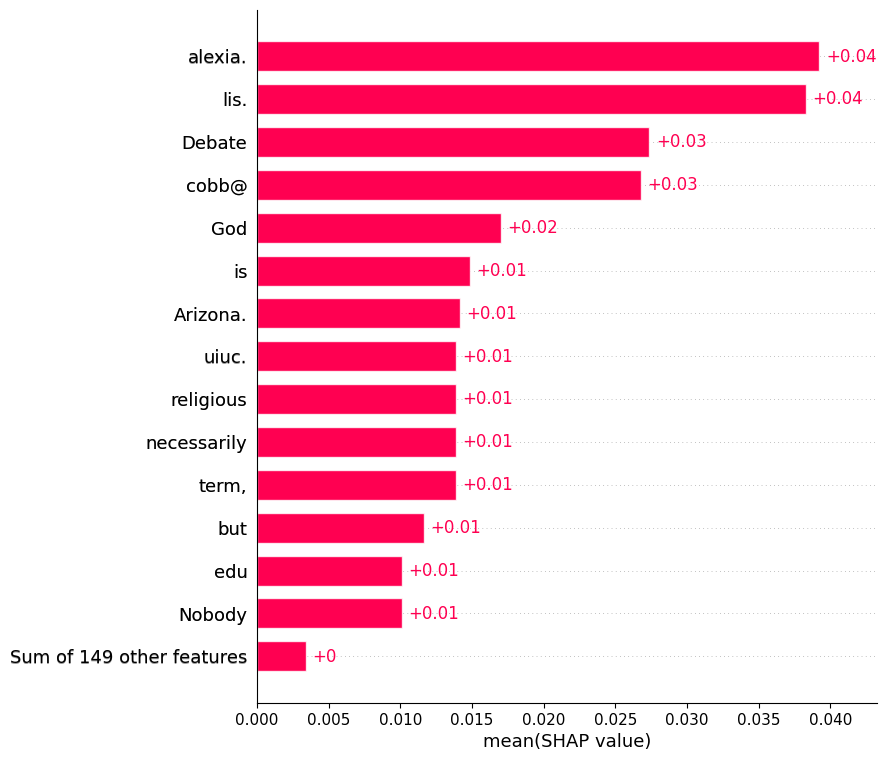 alexia. +0.04
lis. +0.04
Debate +0.03
cobb@ +0.03
God +0.02
is +0.01
Arizona. +0.01
uiuc. +0.01
religious +0.01
necessarily +0.01
term, +0.01
but +0.01
edu +0.01
Nobody +0.01
Sum of 149 other features +0
0.000 0.005 0.010 0.015 0.020 0.025 0.030 0.035 0.040
mean(SHAP value)